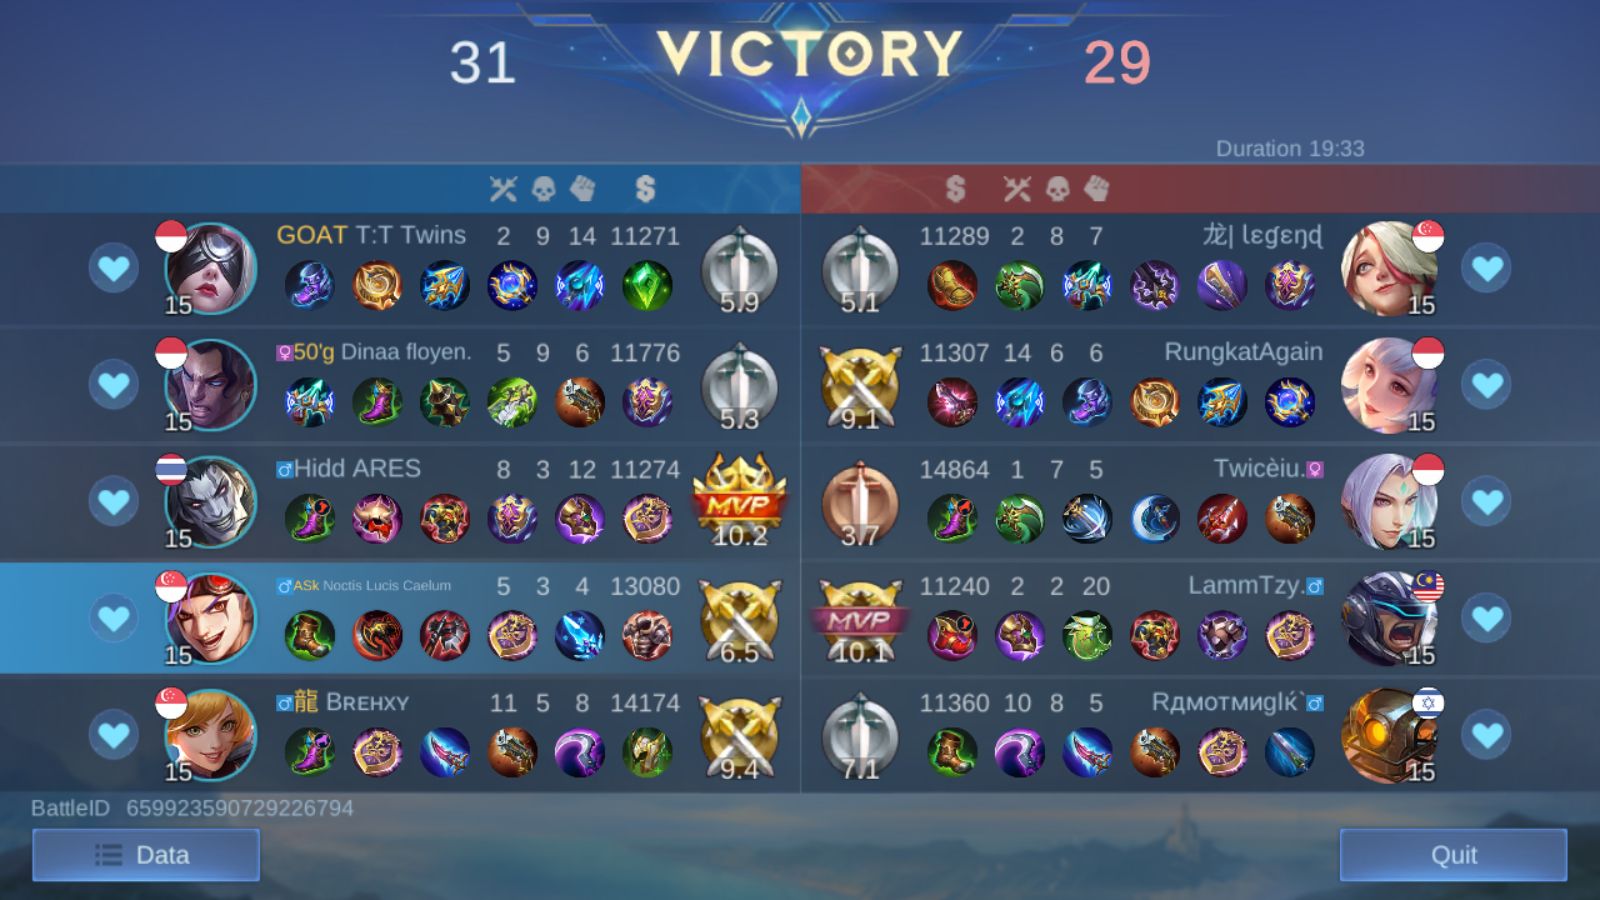 31 VICTORY 29
Duration 19:33
GOAT T:T Twins 2 9 14 11271 15 5.9
11289 2 8 7 龙| ʅɛɠɛŋɖ 5.1 15
50'g Dinaa floyen. 5 9 6 11776 15 5.3
11307 14 6 6 RungkatAgain 9.1 15
Hidd ARES 8 3 12 11274 15 MVP 10.2
14864 1 7 5 Twicèiu. 3.7 15
ASk Noctis Lucis Caelum 5 3 4 13080 15 6.5
11240 2 2 20 LammTzy. MVP 10.1 15
龍 Bʀᴇʜxʏ 11 5 8 14174 15 9.4
11360 10 8 5 7.1 15
BattleID 659923590729226794
Data
Quit